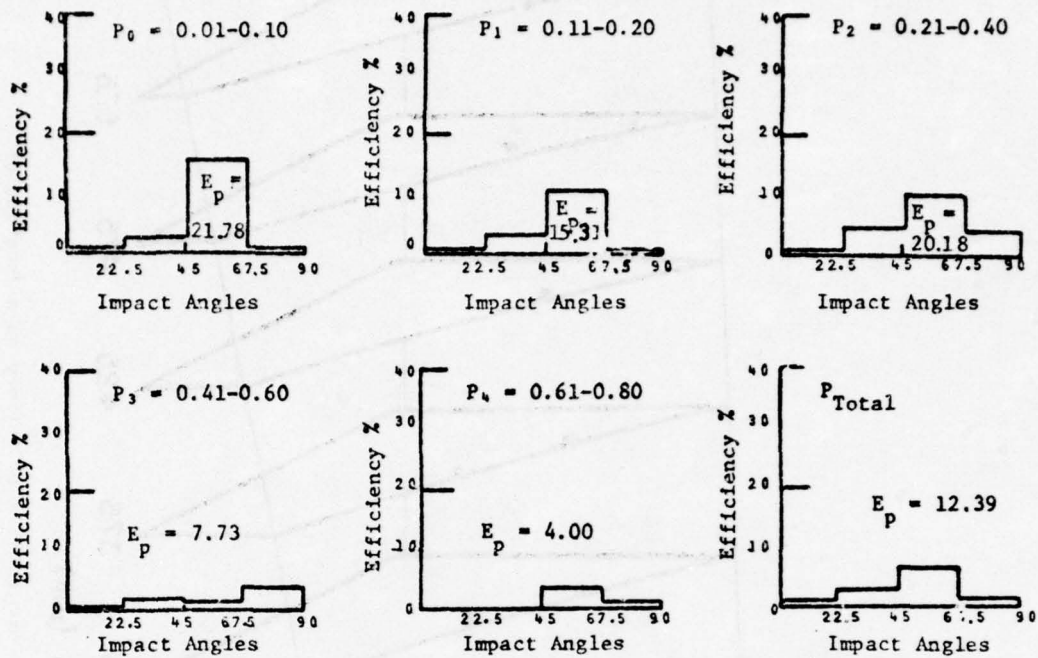 40
P₀ = 0.01-0.10
30
Efficiency %
20
10
E_p =
21.78
0
22.5 45 67.5 90
Impact Angles
40
P₁ = 0.11-0.20
30
Efficiency %
20
10
E_p =
15.31
0
22.5 45 67.5 90
Impact Angles
40
P₂ = 0.21-0.40
30
Efficiency %
20
10
E_p =
20.18
0
22.5 45 67.5 90
Impact Angles
40
P₃ = 0.41-0.60
30
Efficiency %
20
E_p = 7.73
10
0
22.5 45 67.5 90
Impact Angles
40
P₄ = 0.61-0.80
30
Efficiency %
20
E_p = 4.00
10
0
22.5 45 67.5 90
Impact Angles
40
P_Total
30
Efficiency %
20
E_p = 12.39
10
0
22.5 45 6.5 90
Impact Angles